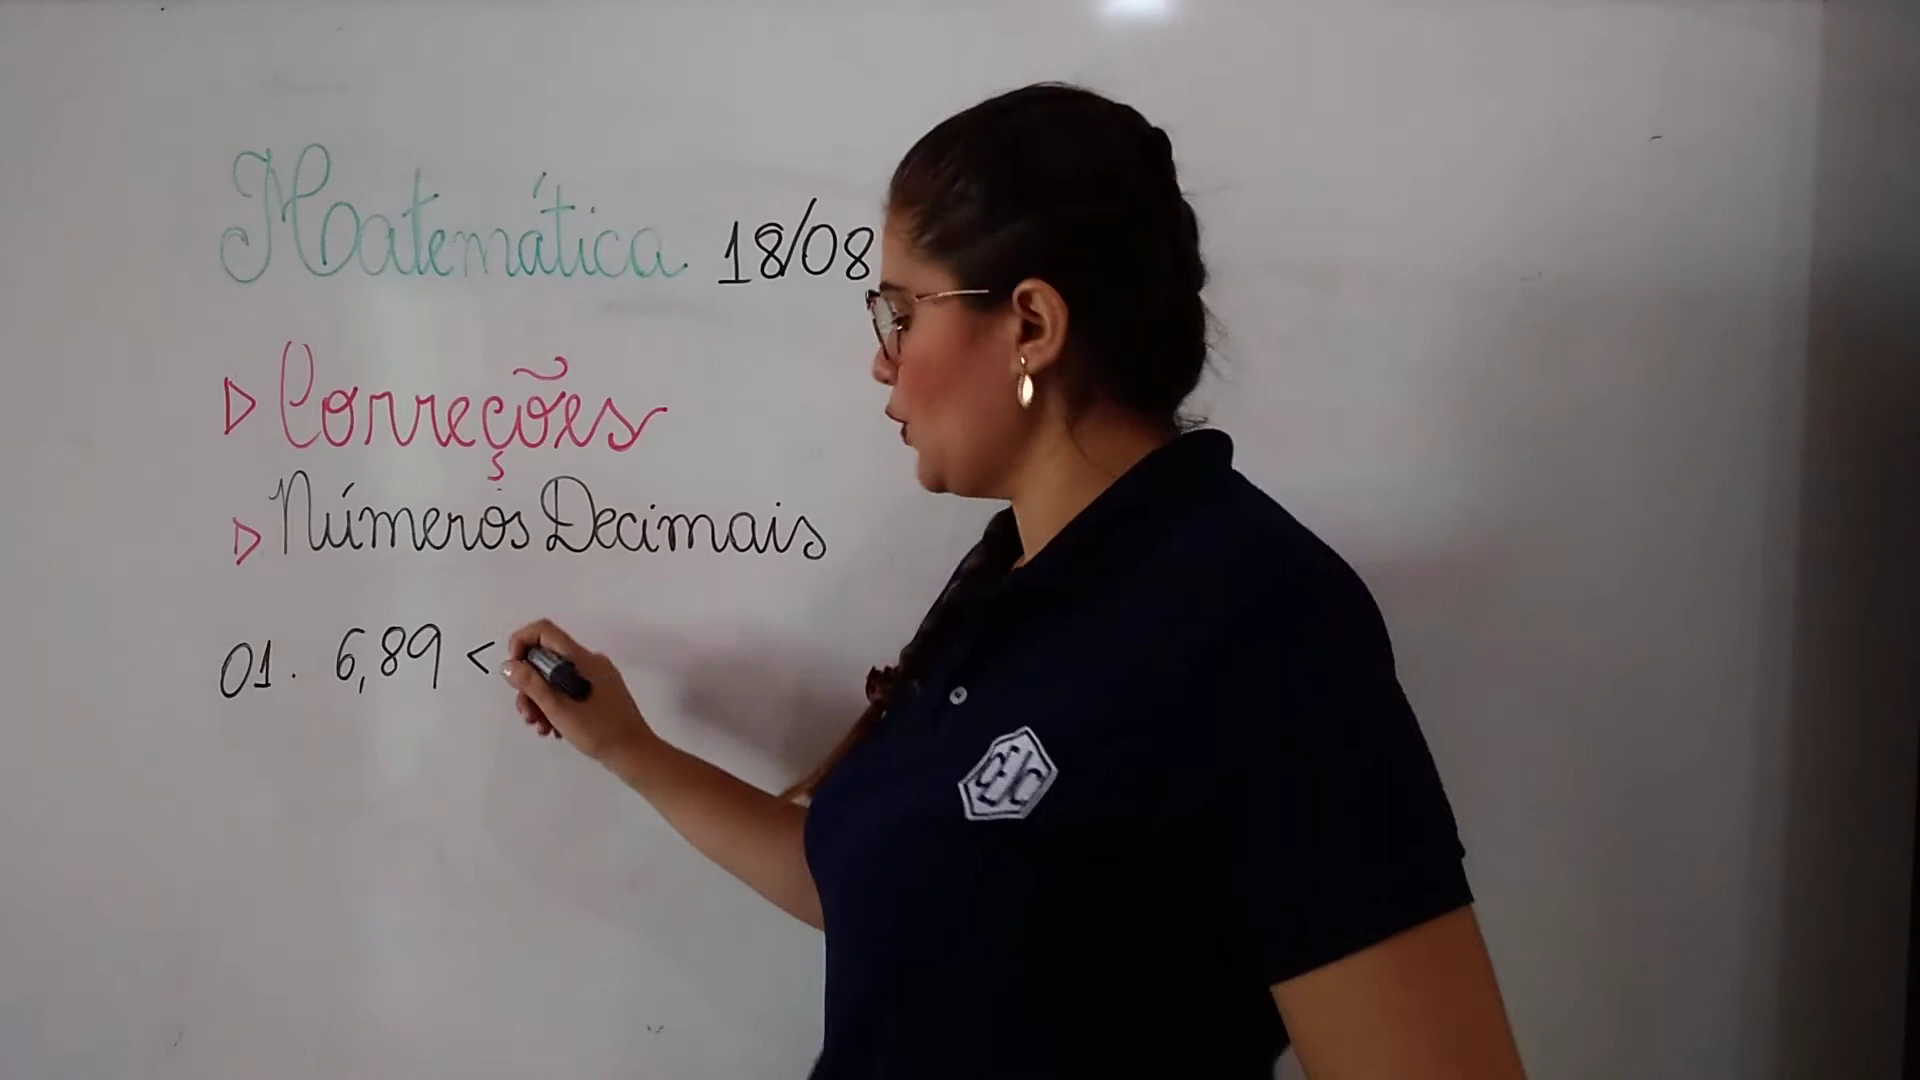 Matemática 18/08
▷ Correções
▷ Números Decimais
01. 6,89 <